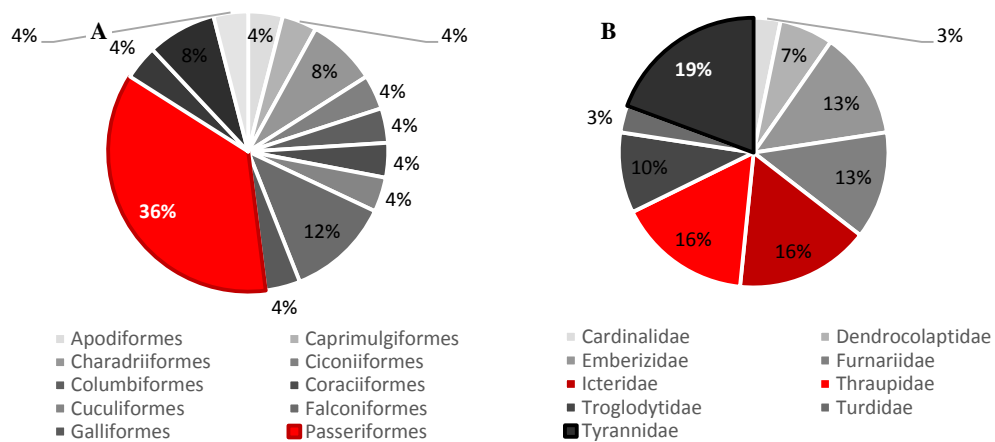 4% A 4% 4% B 3%
4% 8% 8% 19% 7%
4% 13%
4% 3%
4% 10% 13%
4%
36% 12% 16% 16%
4%
Apodiformes Caprimulgiformes
Charadriiformes Ciconiiformes
Columbiformes Coraciiformes
Cuculiformes Falconiformes
Galliformes Passeriformes
Cardinalidae Dendrocolaptidae
Emberizidae Furnariidae
Icteridae Thraupidae
Troglodytidae Turdidae
Tyrannidae